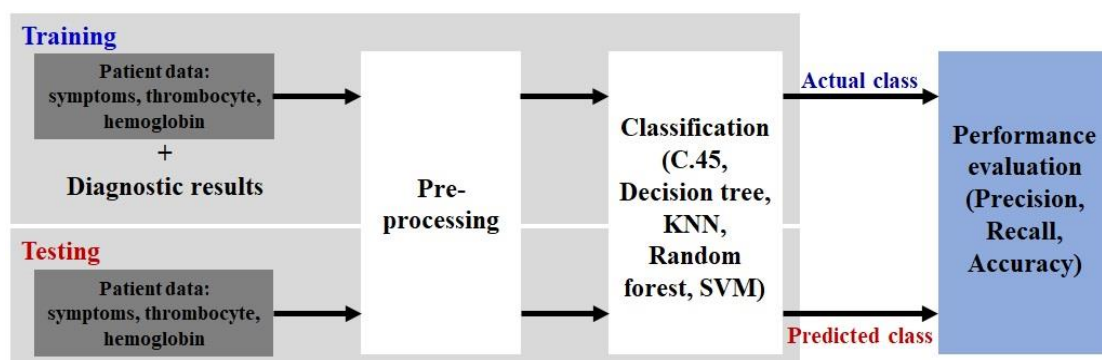 Training
Patient data:
symptoms, thrombocyte,
hemoglobin
+
Diagnostic results
Testing
Patient data:
symptoms, thrombocyte,
hemoglobin
Pre-
processing
Classification
(C.45,
Decision tree,
KNN,
Random
forest, SVM)
Actual class
Predicted class
Performance
evaluation
(Precision,
Recall,
Accuracy)